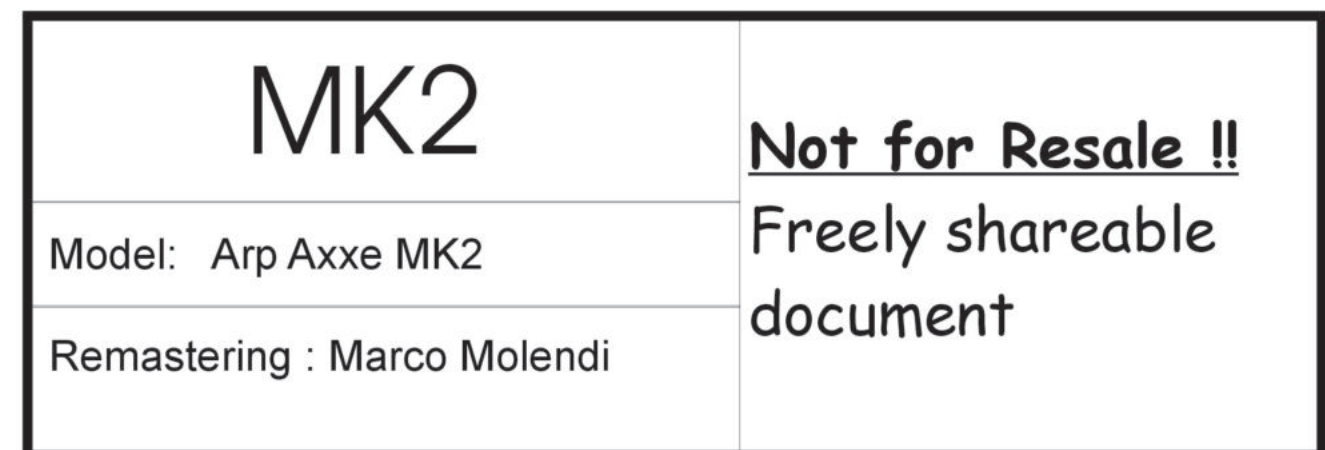 MK2
Model: Arp Axxe MK2
Remastering : Marco Molendi
Not for Resale !!
Freely shareable
document